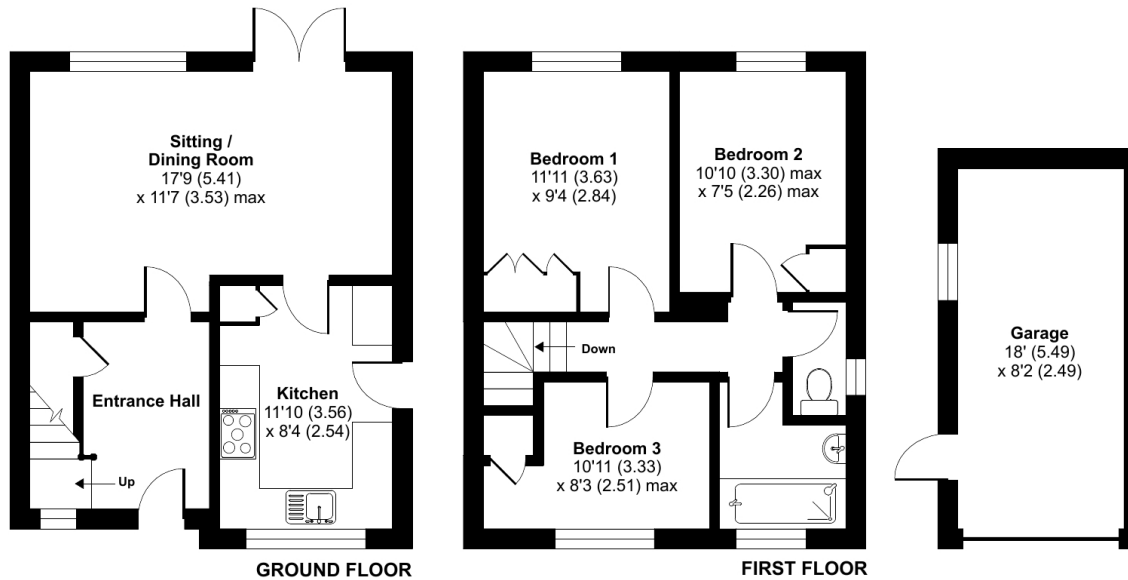 Sitting /
Dining Room
17'9 (5.41)
x 11'7 (3.53) max
Kitchen
11'10 (3.56)
x 8'4 (2.54)
Entrance Hall
Up
GROUND FLOOR
Bedroom 1
11'11 (3.63)
x 9'4 (2.84)
Bedroom 2
10'10 (3.30) max
x 7'5 (2.26) max
Down
Bedroom 3
10'11 (3.33)
x 8'3 (2.51) max
FIRST FLOOR
Garage
18' (5.49)
x 8'2 (2.49)